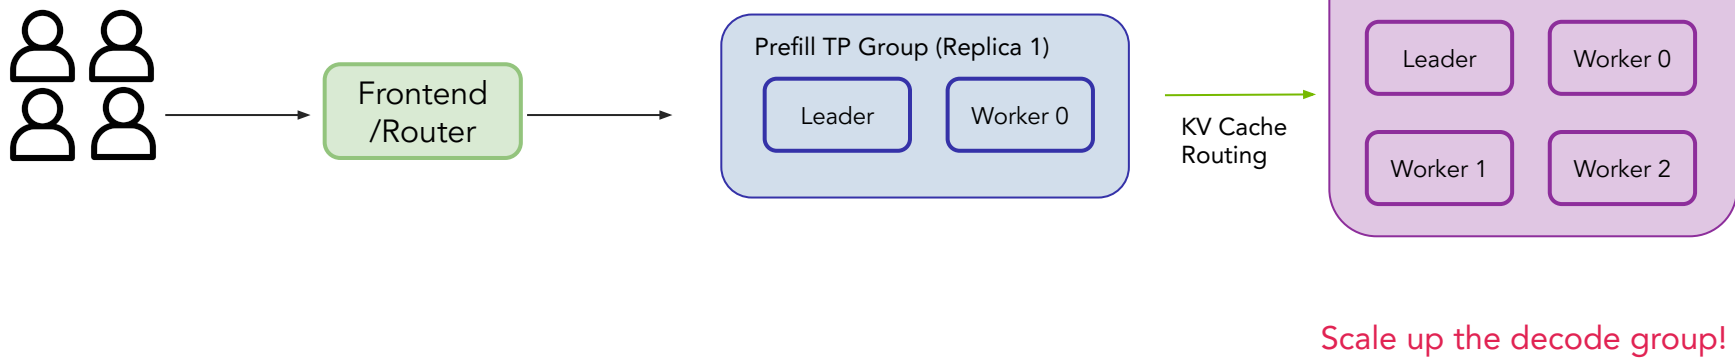 Frontend
/Router
Prefill TP Group (Replica 1)
Leader
Worker 0
KV Cache
Routing
Leader
Worker 0
Worker 1
Worker 2
Scale up the decode group!